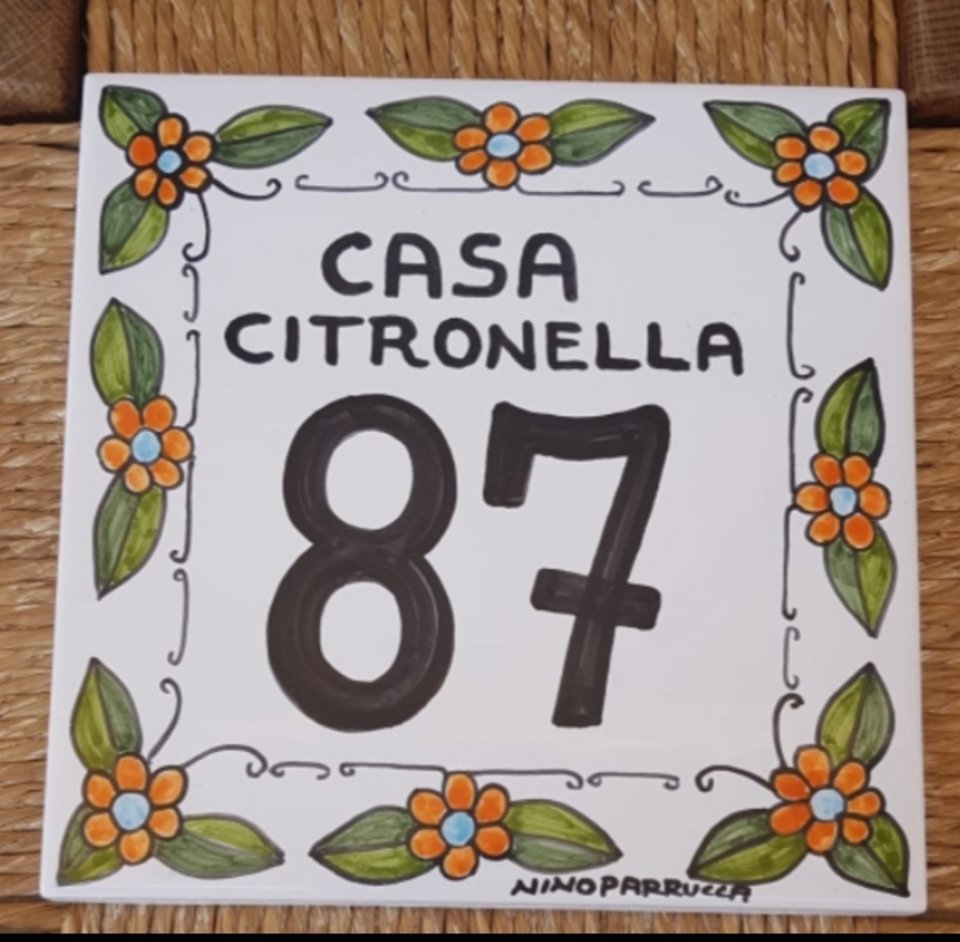 CASA
CITRONELLA
87
NINOPARRUCCA